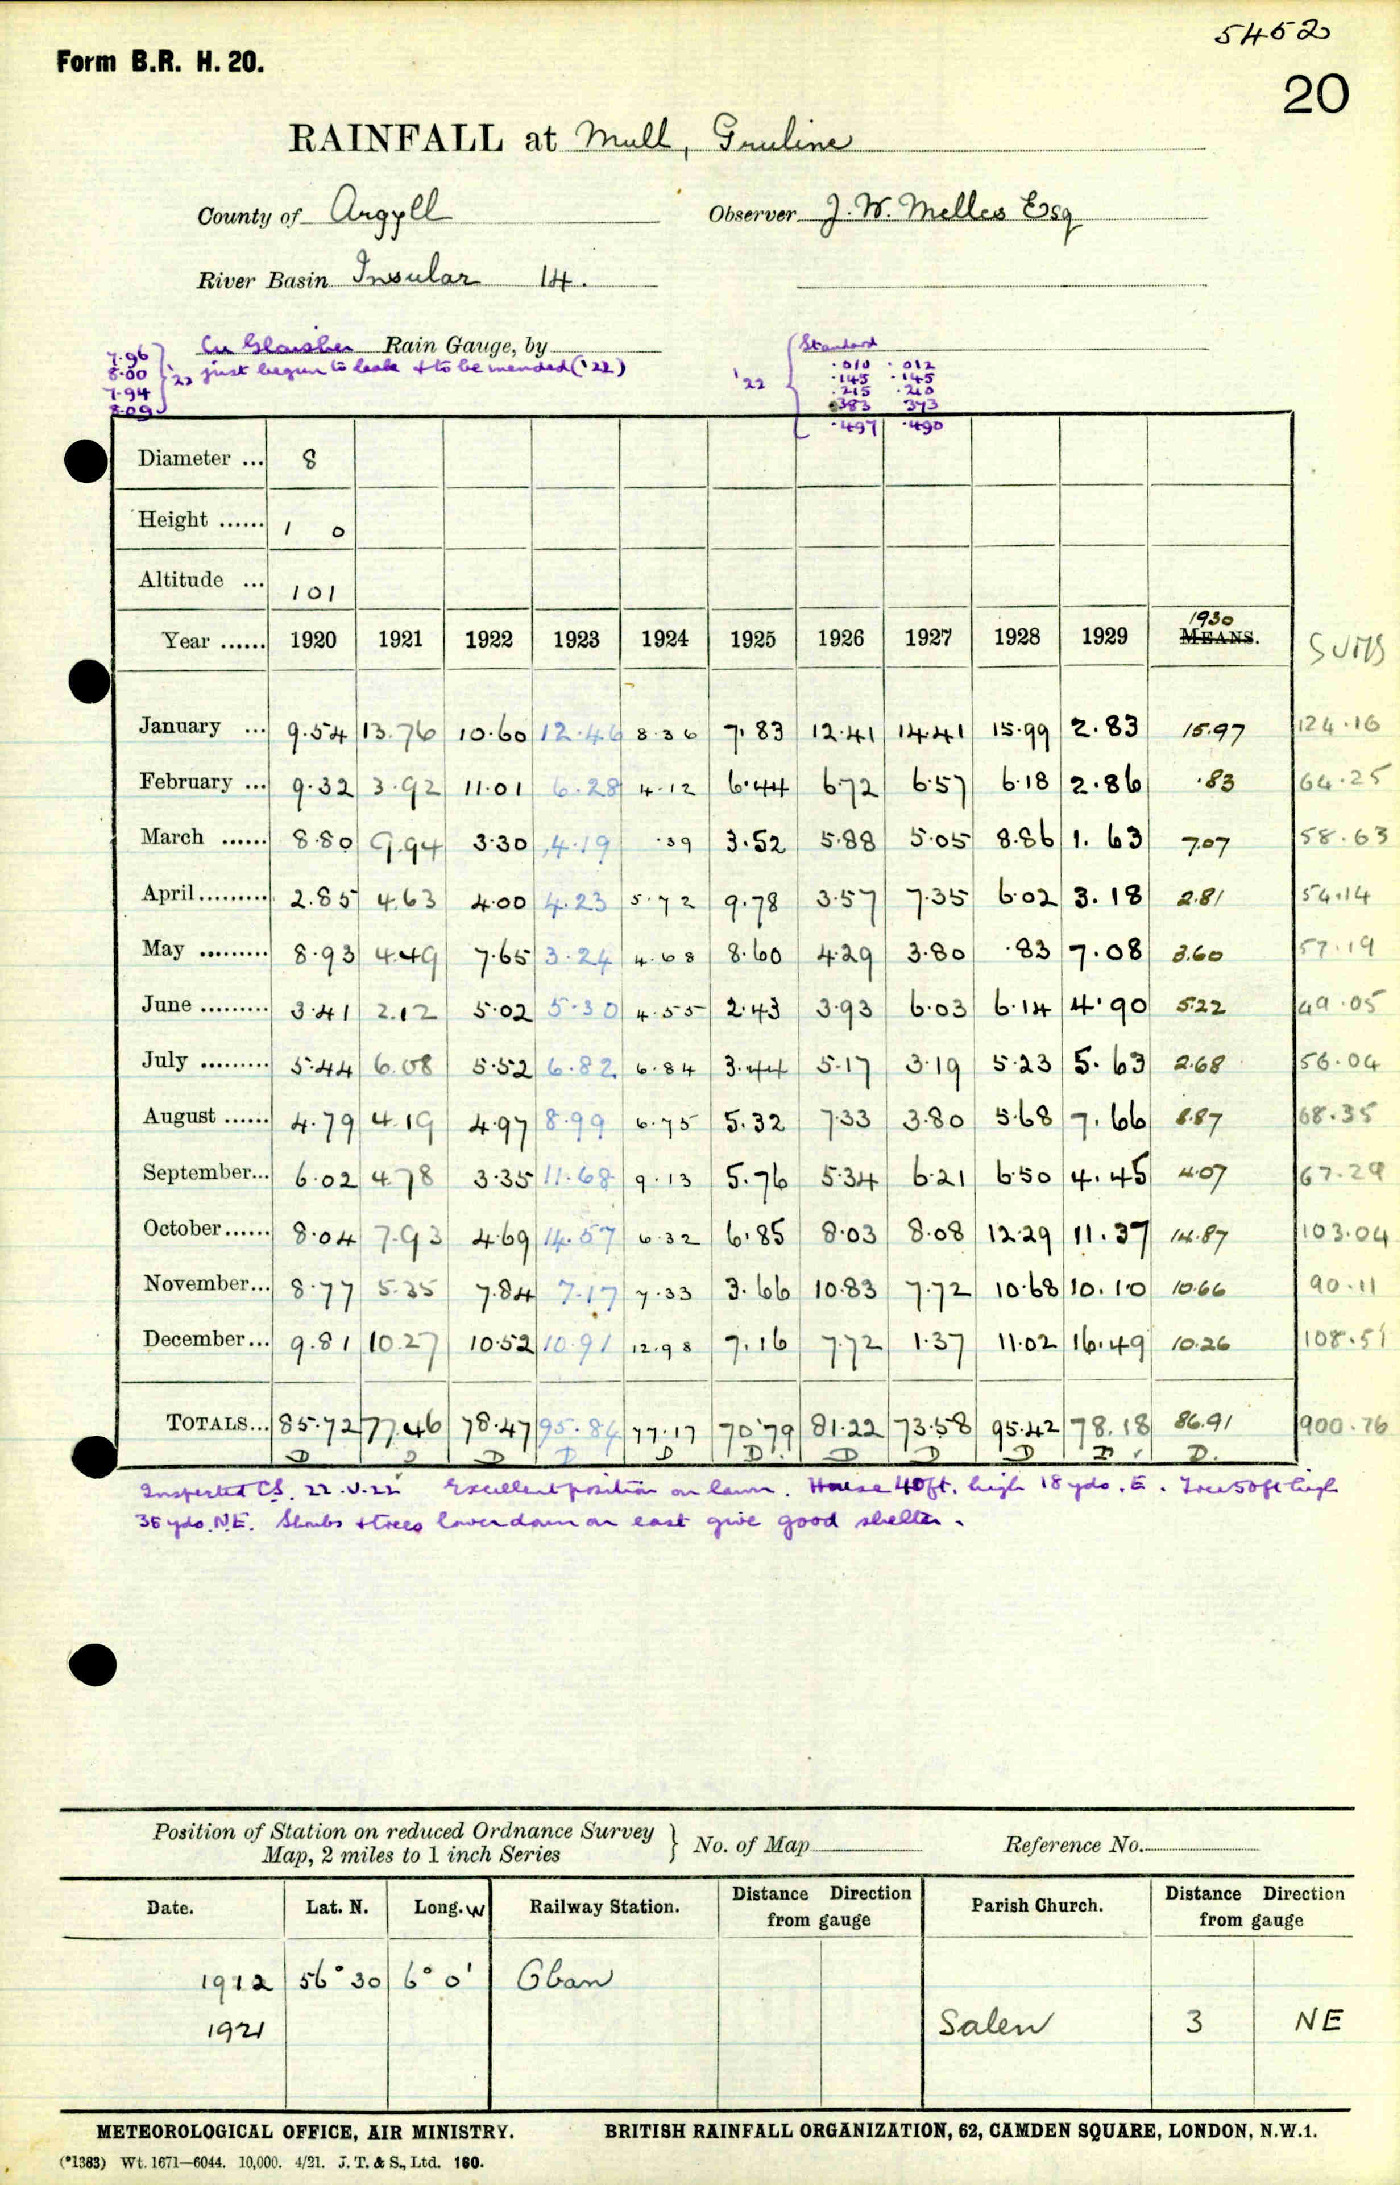 5452
Form B.R. H. 20.
20
RAINFALL at Mull, Gruline
County of Argyll Observer J. W. Melles Esq
River Basin Insular 14.
Cu Glaisher Rain Gauge, by
7.96
8.00
7.94
8.09
'22 just begun to leak & to be mended ('22)
'22 Standard
.010 .012
.145 .145
.215 .210
.383 .373
.497 .490
Diameter ... 8
Height ...... 1 0
Altitude ... 101
Year ...... 1920 1921 1922 1923 1924 1925 1926 1927 1928 1929 1930 MEANS. SUMS
January ... 9.54 13.76 10.60 12.46 8.36 7.83 12.41 14.41 15.99 2.83 15.97 124.16
February ... 9.32 3.92 11.01 6.28 4.12 6.44 6.72 6.57 6.18 2.86 .83 64.25
March ...... 8.80 9.94 3.30 4.19 .39 3.52 5.88 5.05 8.86 1.63 7.07 58.63
April......... 2.85 4.63 4.00 4.23 5.72 9.78 3.57 7.35 6.02 3.18 2.81 54.14
May ......... 8.93 4.49 7.65 3.24 4.68 8.60 4.29 3.80 .83 7.08 3.60 57.19
June ......... 3.41 2.12 5.02 5.30 4.55 2.43 3.93 6.03 6.14 4.90 5.22 49.05
July ......... 5.44 6.08 5.52 6.82 6.84 3.44 5.17 3.19 5.23 5.63 2.68 56.04
August ...... 4.79 4.19 4.97 8.99 6.75 5.32 7.33 3.80 5.68 7.66 8.87 68.35
September... 6.02 4.78 3.35 11.68 9.13 5.76 5.34 6.21 6.50 4.45 4.07 67.29
October...... 8.04 7.93 4.69 14.57 6.32 6.85 8.03 8.08 12.29 11.37 14.87 103.04
November... 8.77 5.35 7.84 7.17 7.33 3.66 10.83 7.72 10.68 10.10 10.66 90.11
December... 9.81 10.27 10.52 10.91 12.98 7.16 7.72 1.37 11.02 16.49 10.26 108.51
TOTALS... 85.72 77.46 78.47 95.84 77.17 70.79 81.22 73.58 95.42 78.18 86.91 900.76
D D D D D D D D D D D.
Inspected C.S. 22.V.22 Excellent position on lawn. House 40ft. high 18 yds. E. Tree 50ft high
36 yds. N.E. Shrubs & trees lower down on east give good shelter.
Position of Station on reduced Ordnance Survey
Map, 2 miles to 1 inch Series } No. of Map Reference No.
Date. Lat. N. Long. W Railway Station. Distance Direction from gauge Parish Church. Distance Direction from gauge
1912 56° 30 6° 0' Oban
1921 Salen 3 NE
METEOROLOGICAL OFFICE, AIR MINISTRY. BRITISH RAINFALL ORGANIZATION, 62, CAMDEN SQUARE, LONDON, N.W.1.
(*1383) Wt. 1671—6044. 10,000. 4/21. J. T. & S., Ltd. 160.